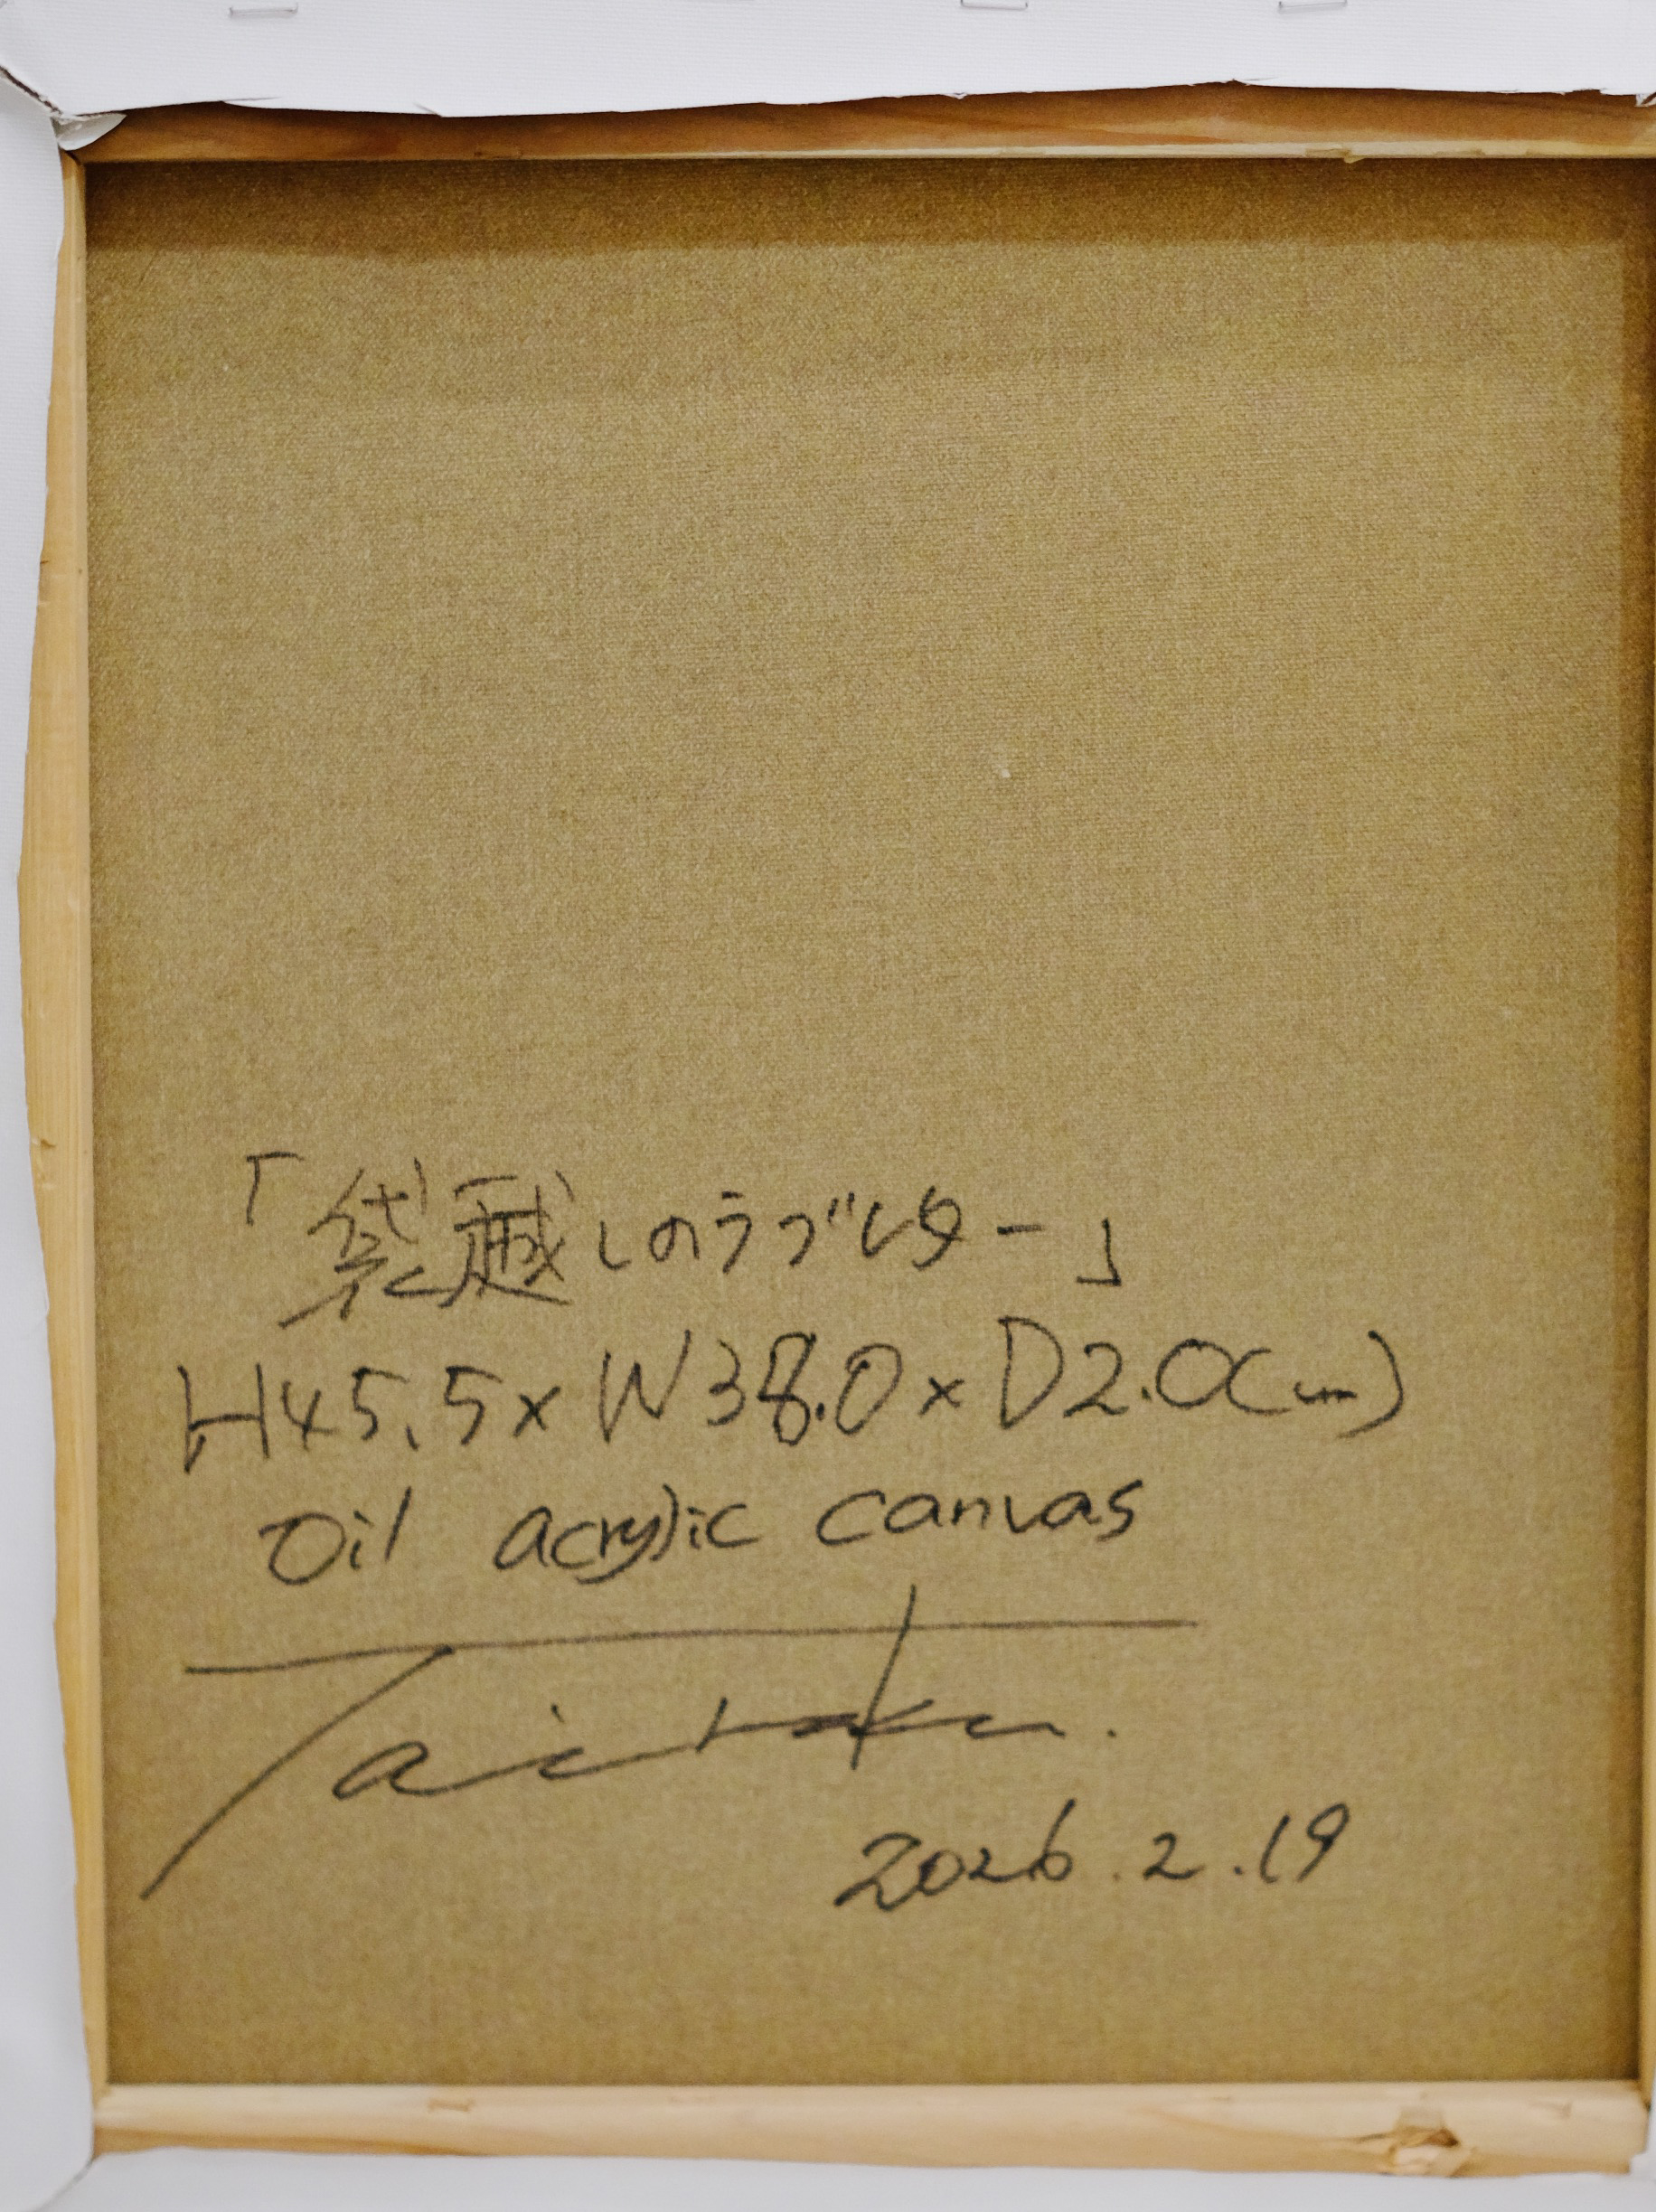 「袋越しのラブレター」
H45.5×W38.0×D2.0(cm)
Oil acrylic canvas
2026.2.19